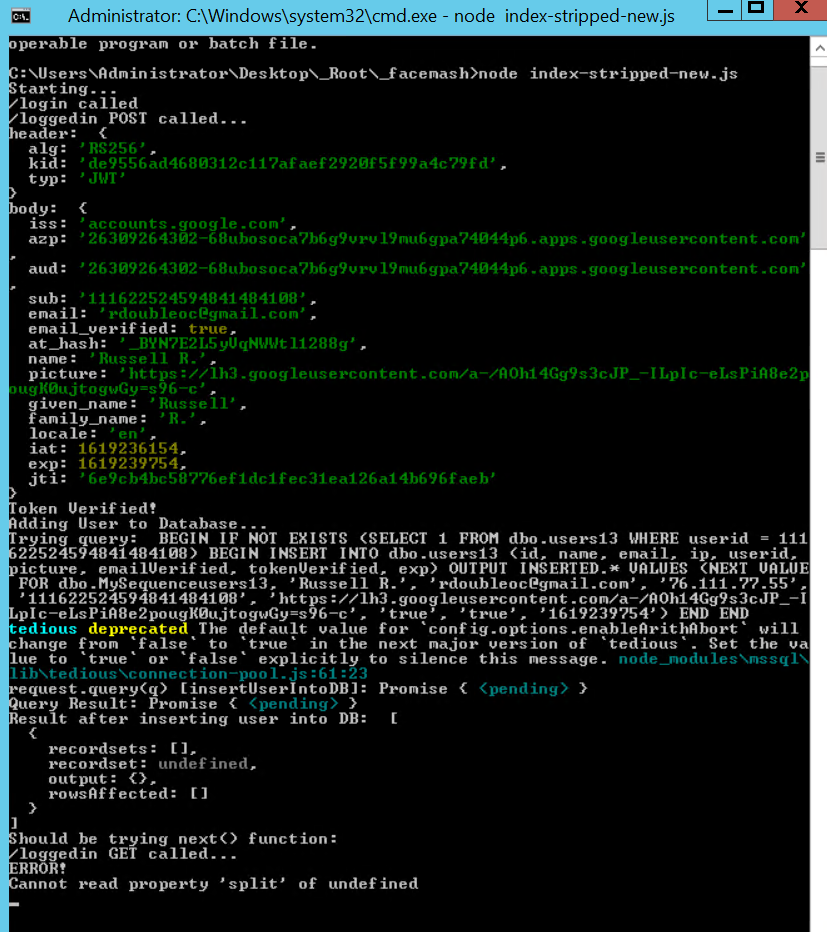 Administrator: C:\Windows\system32\cmd.exe - node  index-stripped-new.js
operable program or batch file.
C:\Users\Administrator\Desktop\_Root\_facemash>node  index-stripped-new.js
Starting...
/login called
/loggedin POST called...
header:  {
  alg: 'RS256',
  kid: 'de9556ad4680312c117afaef2920f5f99a4c79fd',
  typ: 'JWT'
}
body:  {
  iss: 'accounts.google.com',
  azp: '26309264302-68ubosoca7b6g9vrvl9mu6gpa74044p6.apps.googleusercontent.com'
,
  aud: '26309264302-68ubosoca7b6g9vrvl9mu6gpa74044p6.apps.googleusercontent.com'
,
  sub: '111622524594841484108',
  email: 'rdoubleoc@gmail.com',
  email_verified: true,
  at_hash: '_BYN7E2L5yVqNWWtl1288g',
  name: 'Russell R.',
  picture: 'https://lh3.googleusercontent.com/a-/AOh14Gg9s3cJP_-ILpIc-eLsPiA8e2p
ougK0ujtogwGy=s96-c',
  given_name: 'Russell',
  family_name: 'R.',
  locale: 'en',
  iat: 1619236154,
  exp: 1619239754,
  jti: '6e9cb4bc58776ef1dc1fec31ea126a14b696faeb'
}
Token Verified!
Adding User to Database...
Trying query:  BEGIN IF NOT EXISTS (SELECT 1 FROM dbo.users13 WHERE userid = 111
622524594841484108) BEGIN INSERT INTO dbo.users13 (id, name, email, ip, userid,
picture, emailVerified, tokenVerified, exp) OUTPUT INSERTED.* VALUES (NEXT VALUE
 FOR dbo.MySequenceusers13, 'Russell R.', 'rdoubleoc@gmail.com', '76.111.77.55',
 '111622524594841484108', 'https://lh3.googleusercontent.com/a-/AOh14Gg9s3cJP_-I
LpIc-eLsPiA8e2pougK0ujtogwGy=s96-c', 'true', 'true', '1619239754') END END
tedious deprecated The default value for `config.options.enableArithAbort` will
change from `false` to `true` in the next major version of `tedious`. Set the va
lue to `true` or `false` explicitly to silence this message. node_modules\mssql\
lib\tedious\connection-pool.js:61:23
request.query(q) [insertUserIntoDB]: Promise { <pending> }
Query Result: Promise { <pending> }
Result after inserting user into DB:  [
  {
    recordsets: [],
    recordset: undefined,
    output: {},
    rowsAffected: []
  }
]
Should be trying next() function:
/loggedin GET called...
ERROR!
Cannot read property 'split' of undefined